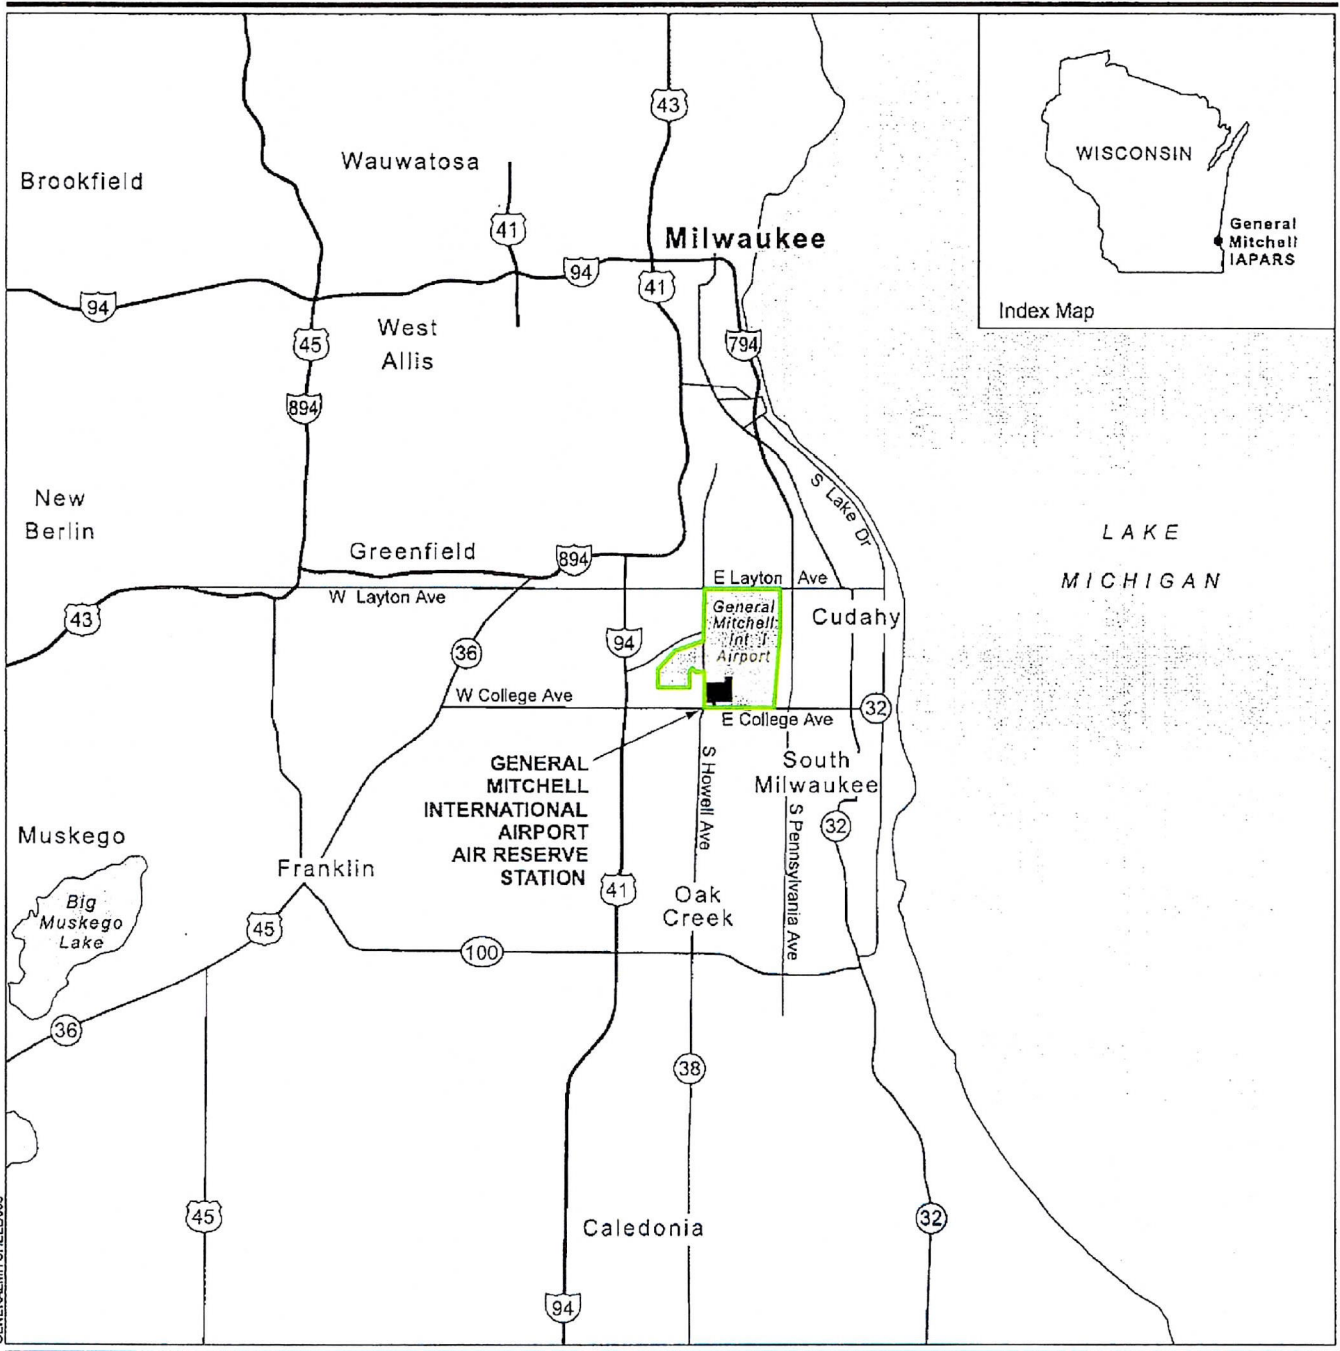 43
Wauwatosa
Brookfield
WISCONSIN
41
Milwaukee
General
Mitchell
IAPARS
94
94
41
Index Map
West
Allis
45
794
894
S Lake Dr
New
Berlin
LAKE
MICHIGAN
Greenfield
894
E Layton Ave
W Layton Ave
General
Mitchell
Int'l
Airport
Cudahy
43
94
36
W College Ave
E College Ave
32
GENERAL
MITCHELL
INTERNATIONAL
AIRPORT
AIR RESERVE
STATION
S Howell Ave
South
Milwaukee
S Pennsylvania Ave
32
Muskego
Franklin
41
Oak
Creek
Big
Muskego
Lake
45
100
36
38
45
Caledonia
32
94